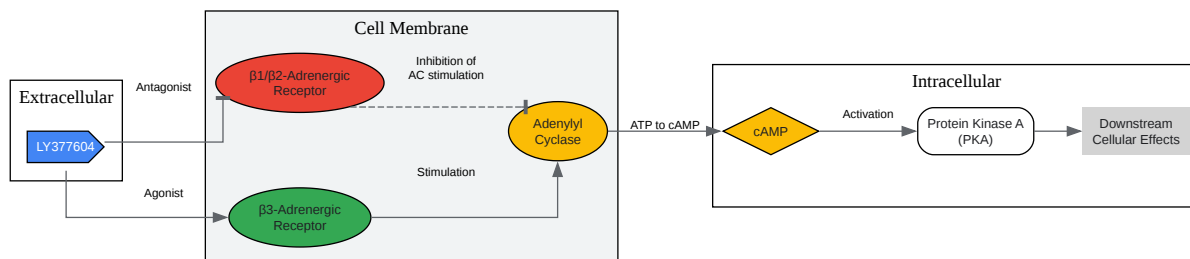 Cell Membrane
Extracellular
LY377604
Antagonist
Agonist
β1/β2-Adrenergic
Receptor
Inhibition of
AC stimulation
β3-Adrenergic
Receptor
Stimulation
Adenylyl
Cyclase
ATP to cAMP
Intracellular
cAMP
Activation
Protein Kinase A
(PKA)
Downstream
Cellular Effects